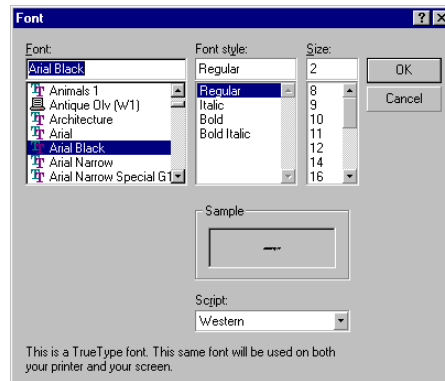 Font
Font:
Arial Black
Animals 1
Antique Olv (W1)
Architecture
Arial
Arial Black
Arial Narrow
Arial Narrow Special G1
Font style:
Regular
Regular
Italic
Bold
Bold Italic
Size:
2
8
9
10
11
12
14
16
OK
Cancel
Sample
Script:
Western
This is a TrueType font. This same font will be used on both
your printer and your screen.